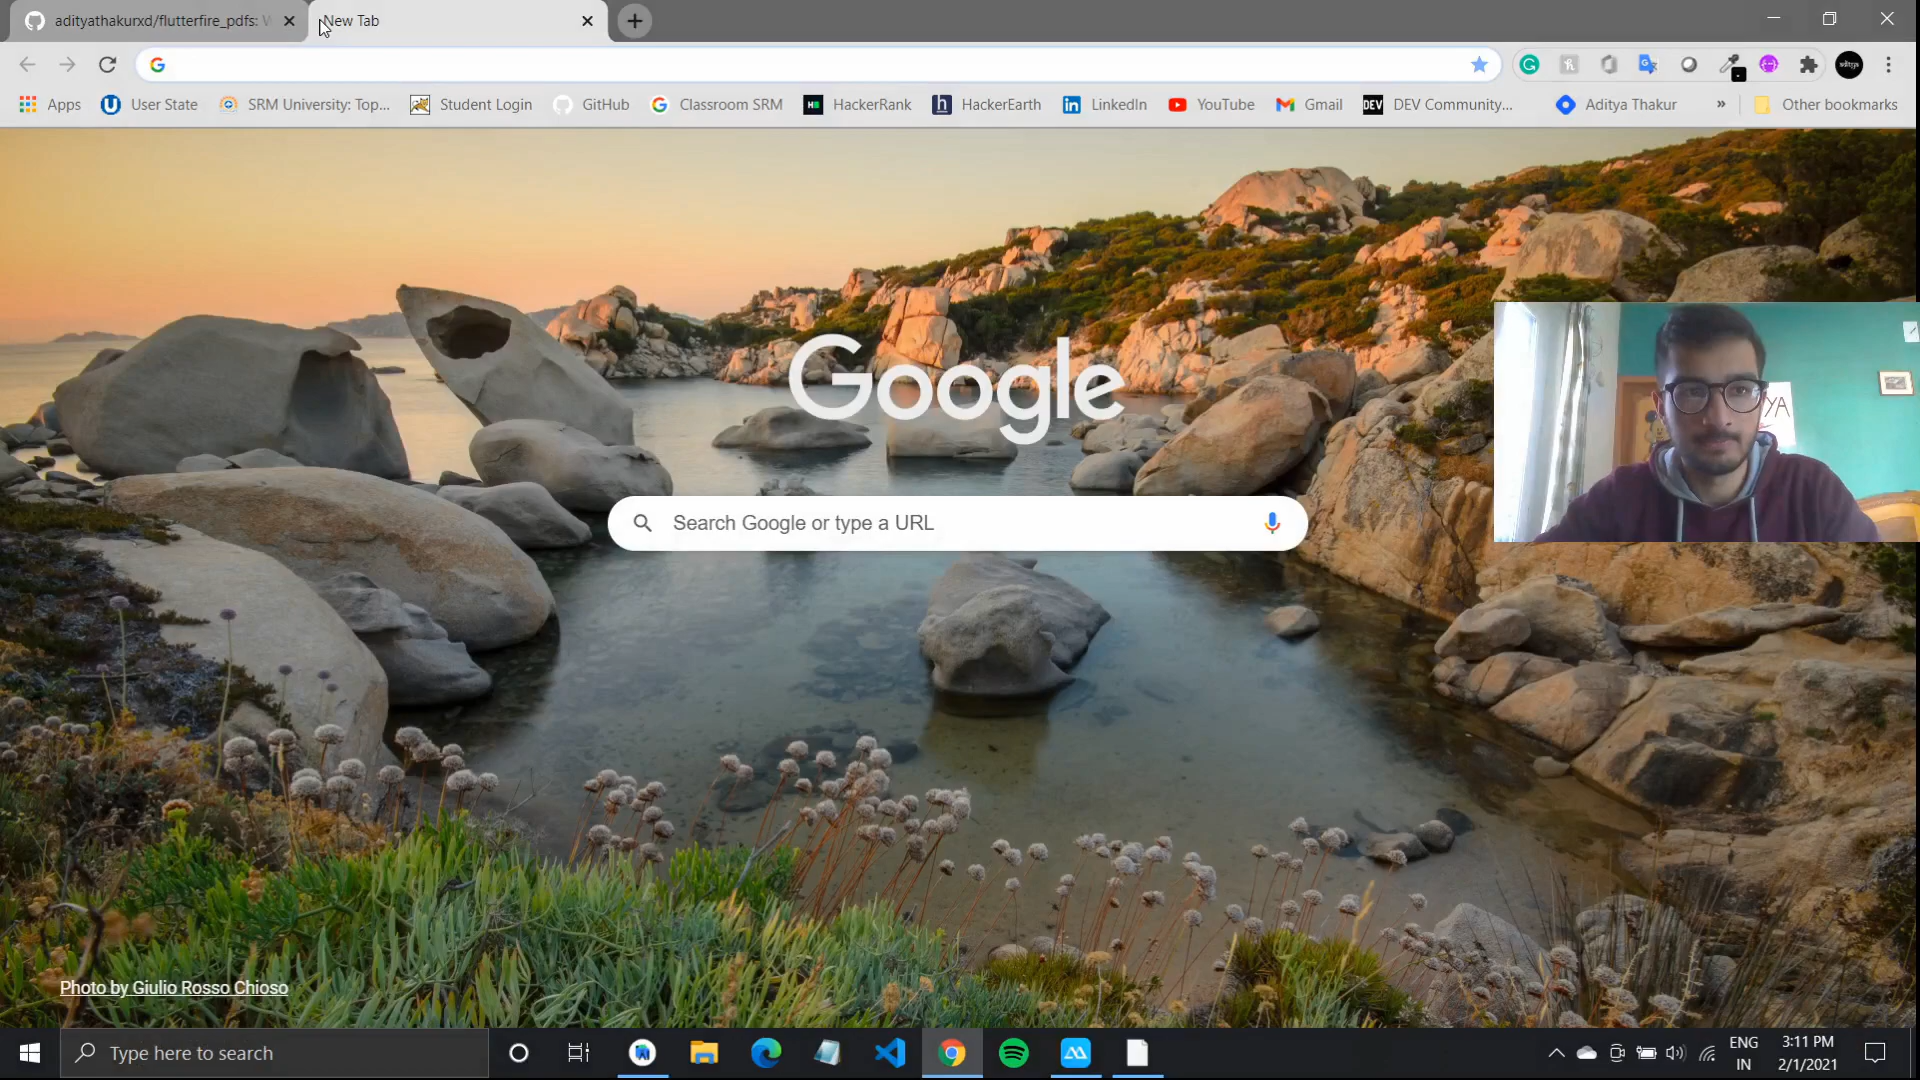 adityathakurxd/flutterfire_pdfs: W
New Tab
Apps
User State
SRM University: Top...
Student Login
GitHub
Classroom SRM
HackerRank
HackerEarth
LinkedIn
YouTube
Gmail
DEV Community...
Aditya Thakur
»
Other bookmarks
Google
Search Google or type a URL
YA
Photo by Giulio Rosso Chioso
Type here to search
ENG
IN
3:11 PM
2/1/2021